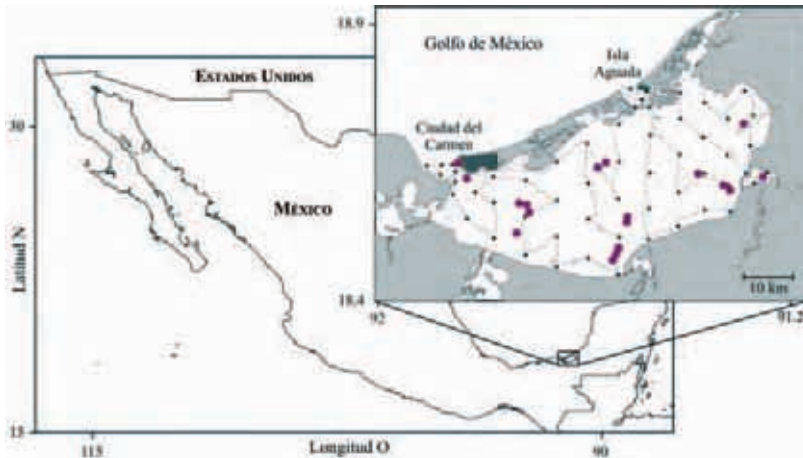 18.9
Golfo de México
Isla
Aguada
ESTADOS UNIDOS
Ciudad del
Carmen
30
MÉXICO
Latitud N
10 km
18.4
92
91.2
15
115
Longitud O
90